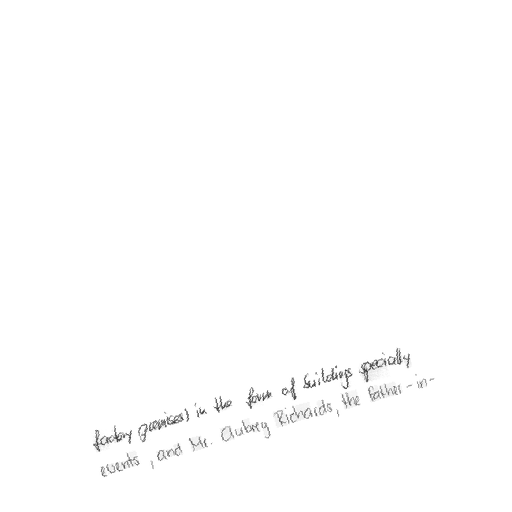 factory premises) in the form of buildings specially
events, and Mr. Aubrey Richards, the father-in-